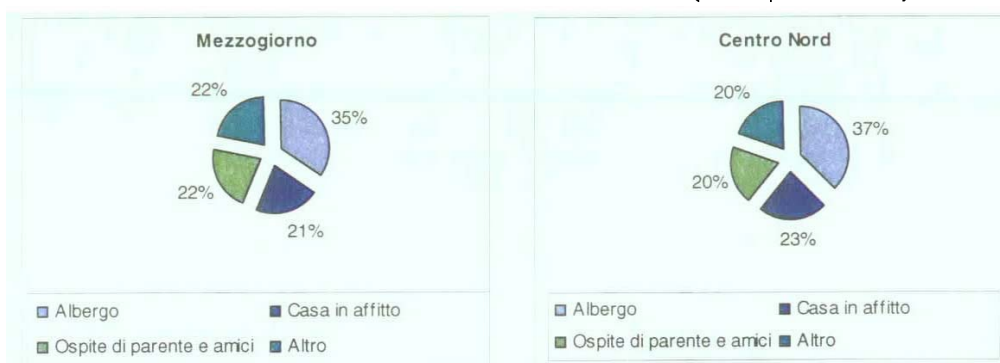 Mezzogiorno
22%
35%
22%
21%
Albergo
Casa in affitto
Ospite di parente e amici
Altro
Centro Nord
20%
37%
20%
23%
Albergo
Casa in affitto
Ospite di parente e amici
Altro